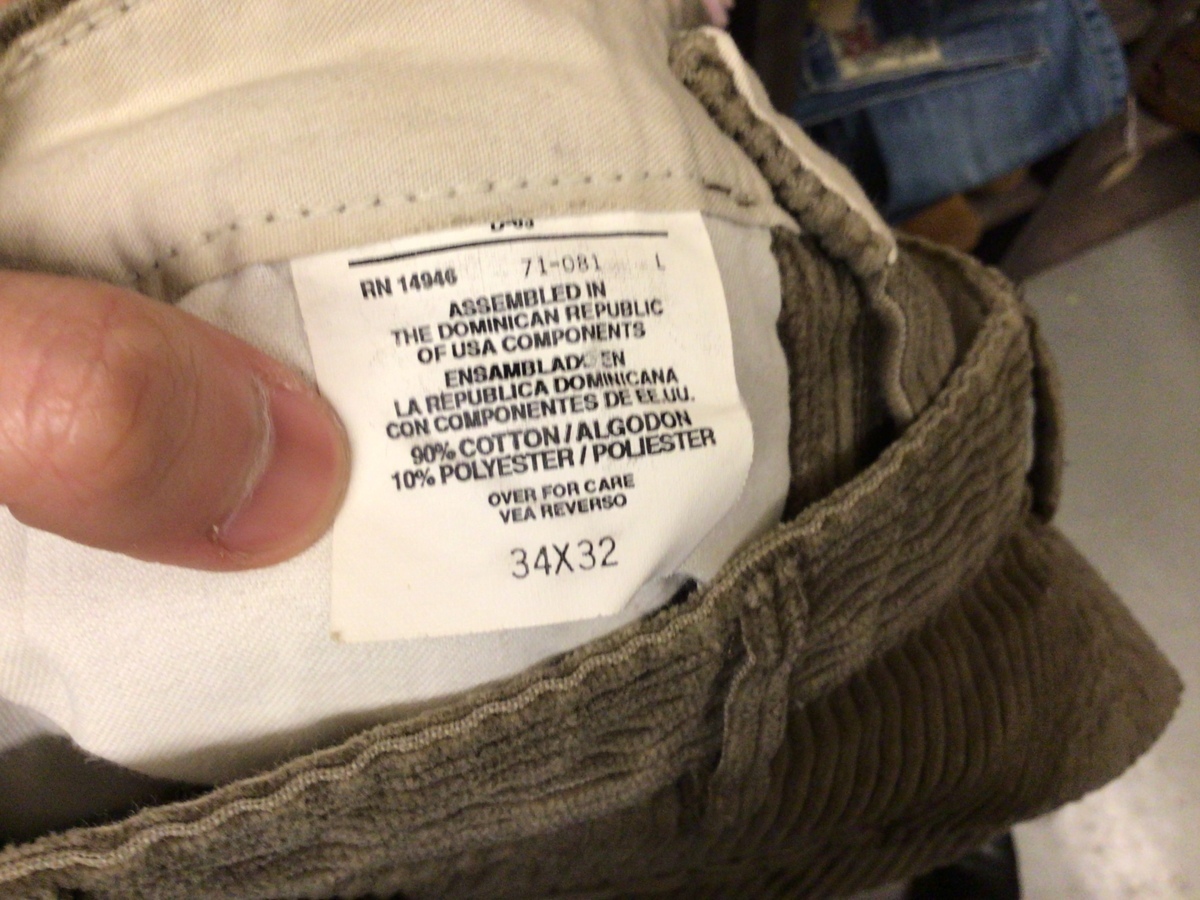 RN 14946 71-081 L
ASSEMBLED IN
THE DOMINICAN REPUBLIC
OF USA COMPONENTS
ENSAMBLADO EN
LA REPUBLICA DOMINICANA
CON COMPONENTES DE EE.UU.
90% COTTON / ALGODON
10% POLYESTER / POLIESTER
OVER FOR CARE
VEA REVERSO
34X32